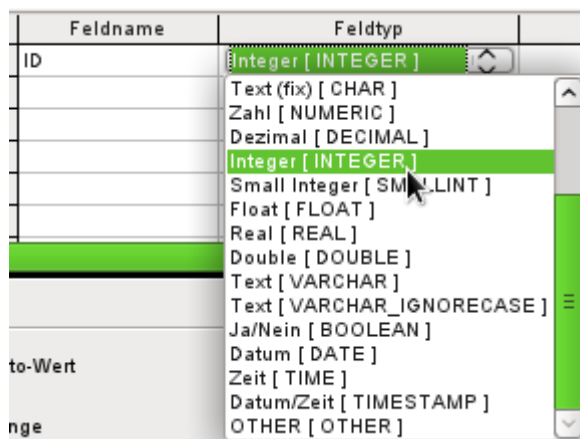 Feldname Feldtyp
ID Integer [ INTEGER ]
Text (fix) [ CHAR ]
Zahl [ NUMERIC ]
Dezimal [ DECIMAL ]
Integer [ INTEGER ]
Small Integer [ SMALLINT ]
Float [ FLOAT ]
Real [ REAL ]
Double [ DOUBLE ]
Text [ VARCHAR ]
Text [ VARCHAR_IGNORECASE ]
Ja/Nein [ BOOLEAN ]
to-Wert
Datum [ DATE ]
Zeit [ TIME ]
Datum/Zeit [ TIMESTAMP ]
nge
OTHER [ OTHER ]